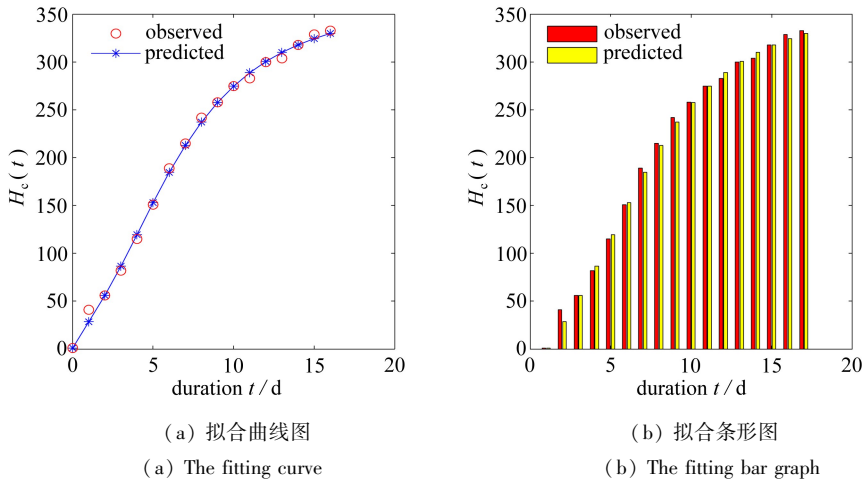 350
300
250
200
150
100
50
0
H_c(t)
observed
predicted
0 5 10 15 20
duration t / d
(a) 拟合曲线图
(a) The fitting curve
350
300
250
200
150
100
50
0
H_c(t)
observed
predicted
0 5 10 15 20
duration t / d
(b) 拟合条形图
(b) The fitting bar graph